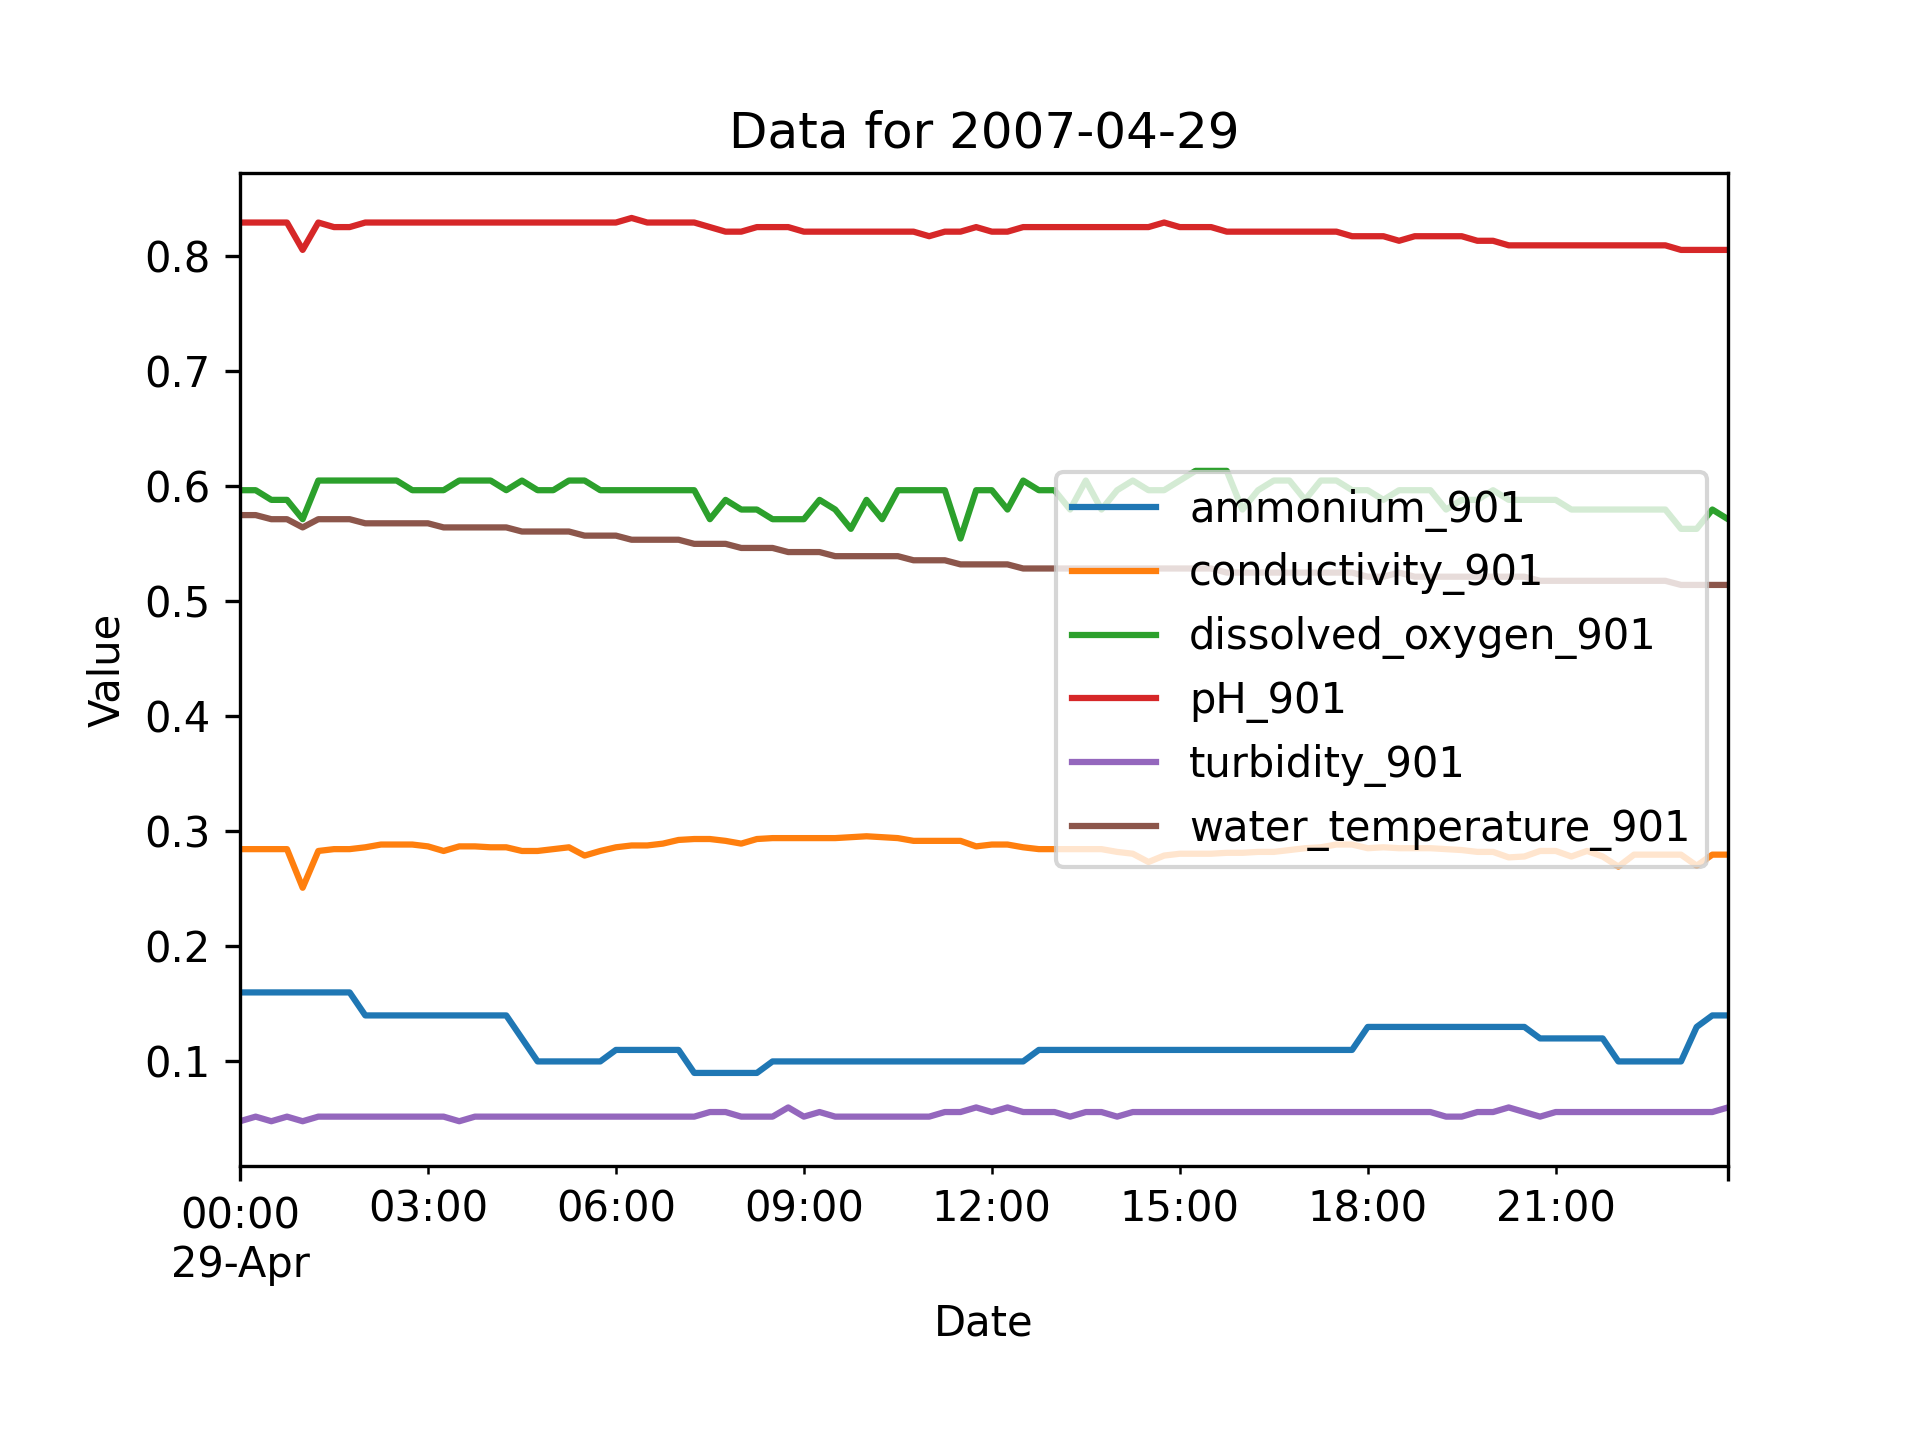 Data for 2007-04-29
Value
0.8
0.7
0.6
0.5
0.4
0.3
0.2
0.1
ammonium_901
conductivity_901
dissolved_oxygen_901
pH_901
turbidity_901
water_temperature_901
00:00 03:00 06:00 09:00 12:00 15:00 18:00 21:00
29-Apr
Date